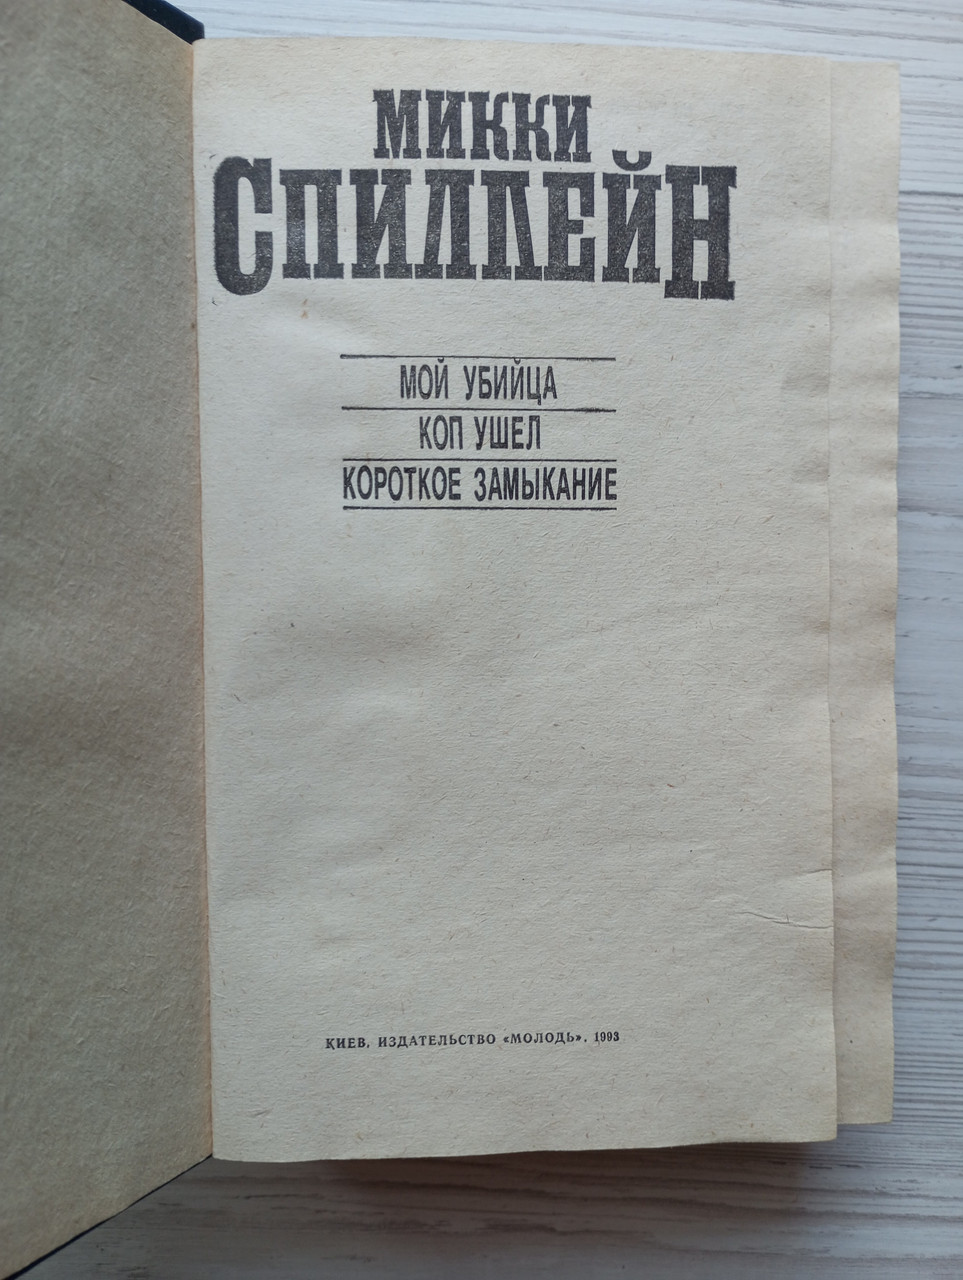 МИККИ
СПИЛЛЕЙН
МОЙ УБИЙЦА
КОП УШЕЛ
КОРОТКОЕ ЗАМЫКАНИЕ
КИЕВ, ИЗДАТЕЛЬСТВО «МОЛОДЬ», 1993